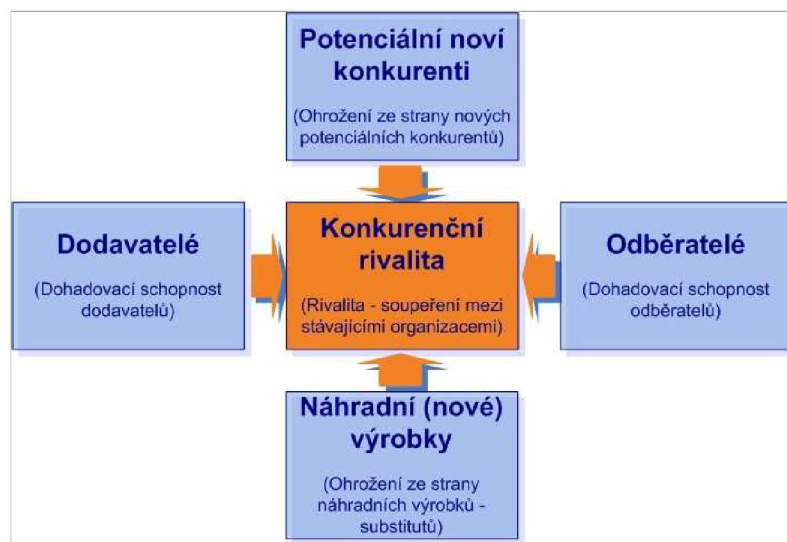 Potenciální noví
konkurenti
(Ohrožení ze strany nových
potenciálních konkurentů)
Dodavatelé
(Dohadovací schopnost
dodavatelů)
Konkurenční
rivalita
(Rivalita - soupeření mezi
stávajícími organizacemi)
Odběratelé
(Dohadovací schopnost
odběratelů)
Náhradní (nové)
výrobky
(Ohrožení ze strany
náhradních výrobků -
substitutů)